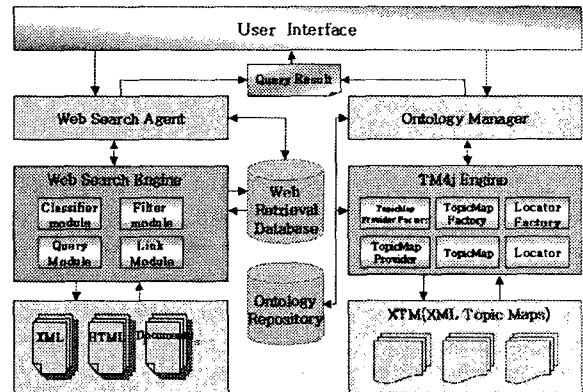 User Interface
Query Result
Web Search Agent
Ontology Manager
Web Search Engine
Classifier
module
Filter
module
Query
Module
Link
Module
Web
Retrieval
Database
Ontology
Repository
TM4j Engine
TopicMap
Provider
TopicMap
Factory
Locator
Factory
TopicMap
Provider
TopicMap
Locator
XML
HTML
XTM(XML Topic Maps)